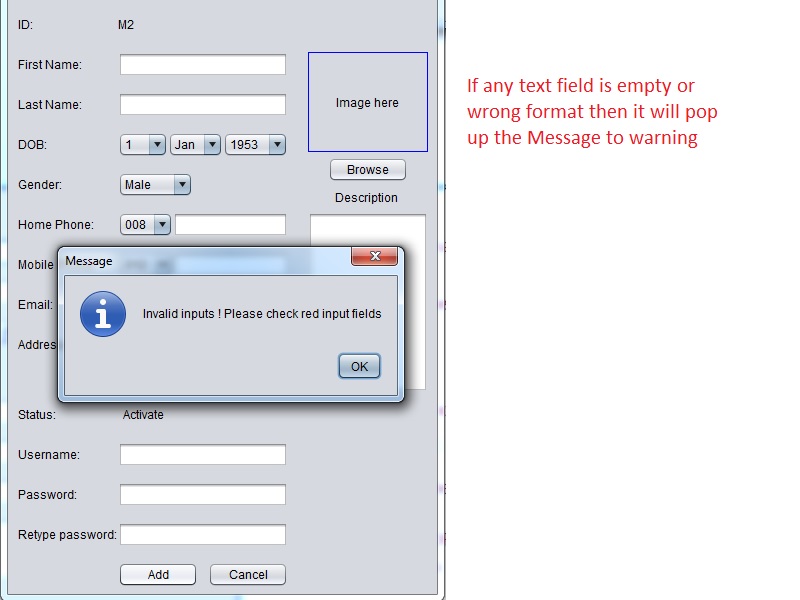 ID: M2
First Name:
Last Name:
Image here
DOB: 1 Jan 1953
Browse
Gender: Male
Description
Home Phone: 008
Mobile
Email:
Addres
Message
Invalid inputs ! Please check red input fields
OK
Status: Activate
Username:
Password:
Retype password:
Add Cancel
If any text field is empty or
wrong format then it will pop
up the Message to warning